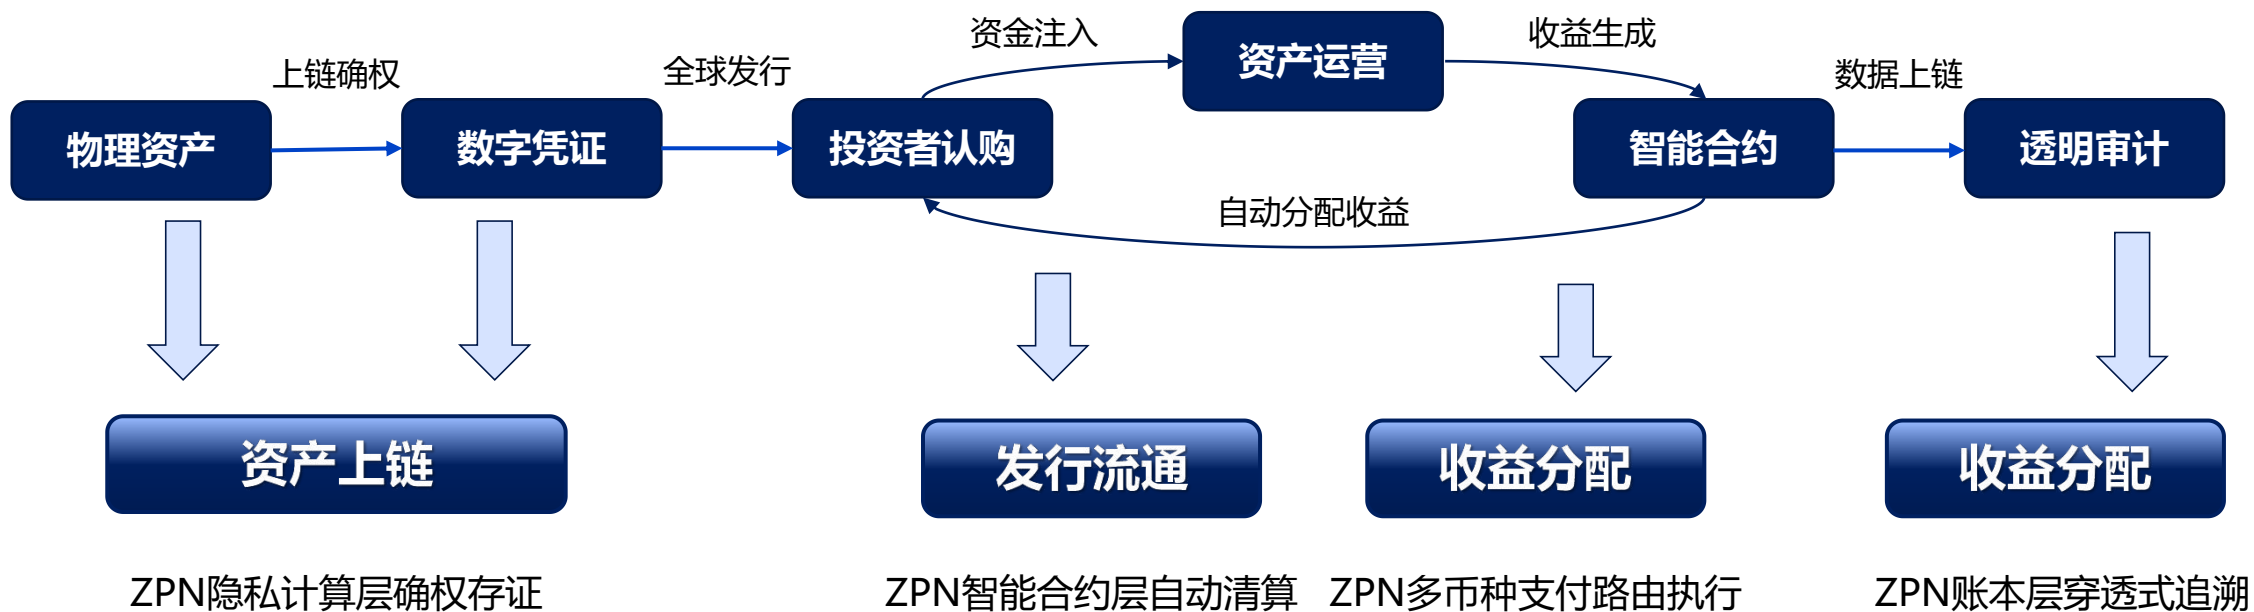 资金注入
资产运营
收益生成
上链确权
全球发行
数据上链
物理资产
数字凭证
投资者认购
智能合约
透明审计
自动分配收益
资产上链
发行流通
收益分配
收益分配
ZPN隐私计算层确权存证
ZPN智能合约层自动清算
ZPN多币种支付路由执行
ZPN账本层穿透式追溯